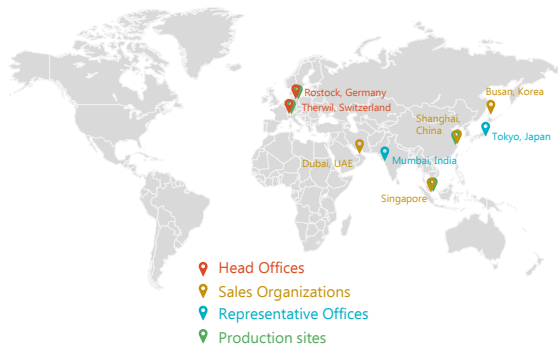 Rostock, Germany
Busan, Korea
Therwil, Switzerland
Shanghai,
China
Tokyo, Japan
Dubai, UAE
Mumbai, India
Singapore
Head Offices
Sales Organizations
Representative Offices
Production sites